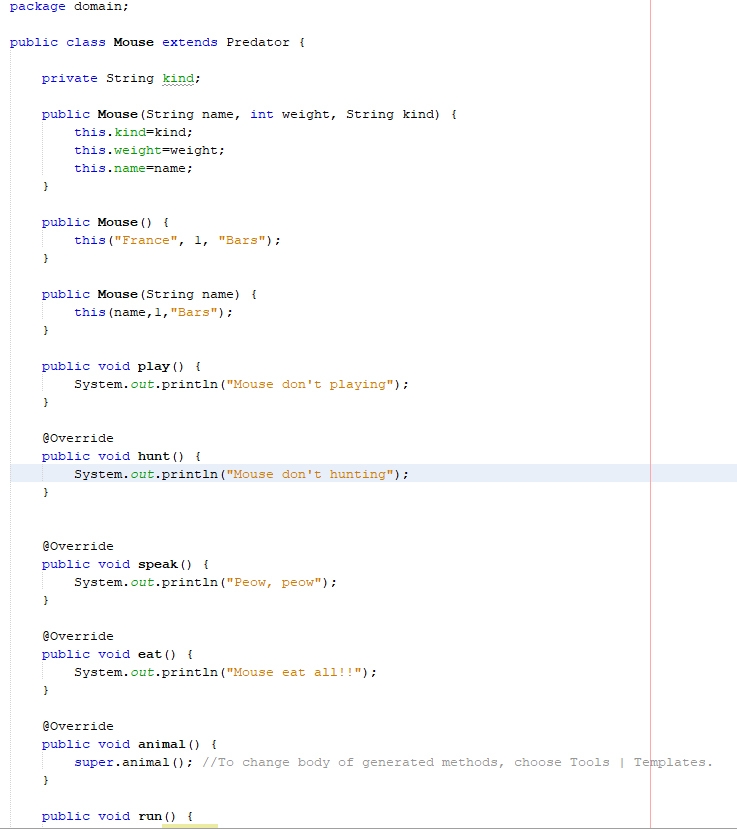 package domain;
public class Mouse extends Predator {
private String kind;
public Mouse(String name, int weight, String kind) {
this.kind=kind;
this.weight=weight;
this.name=name;
}
public Mouse() {
this("France", 1, "Bars");
}
public Mouse(String name) {
this(name,1,"Bars");
}
public void play() {
System.out.println("Mouse don't playing");
}
@Override
public void hunt() {
System.out.println("Mouse don't hunting");
}
@Override
public void speak() {
System.out.println("Peow, peow");
}
@Override
public void eat() {
System.out.println("Mouse eat all!!");
}
@Override
public void animal() {
super.animal(); //To change body of generated methods, choose Tools | Templates.
}
public void run() {